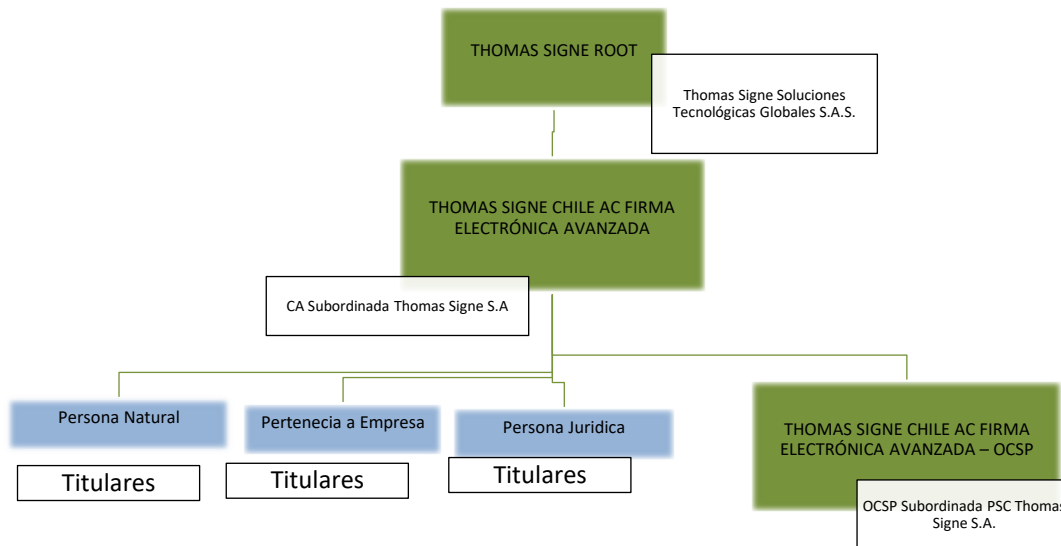 THOMAS SIGNE ROOT
Thomas Signe Soluciones
Tecnológicas Globales S.A.S.
THOMAS SIGNE CHILE AC FIRMA
ELECTRÓNICA AVANZADA
CA Subordinada Thomas Signe S.A
Persona Natural
Pertenecia a Empresa
Persona Juridica
Titulares
Titulares
Titulares
THOMAS SIGNE CHILE AC FIRMA
ELECTRÓNICA AVANZADA – OCSP
OCSP Subordinada PSC Thomas
Signe S.A.